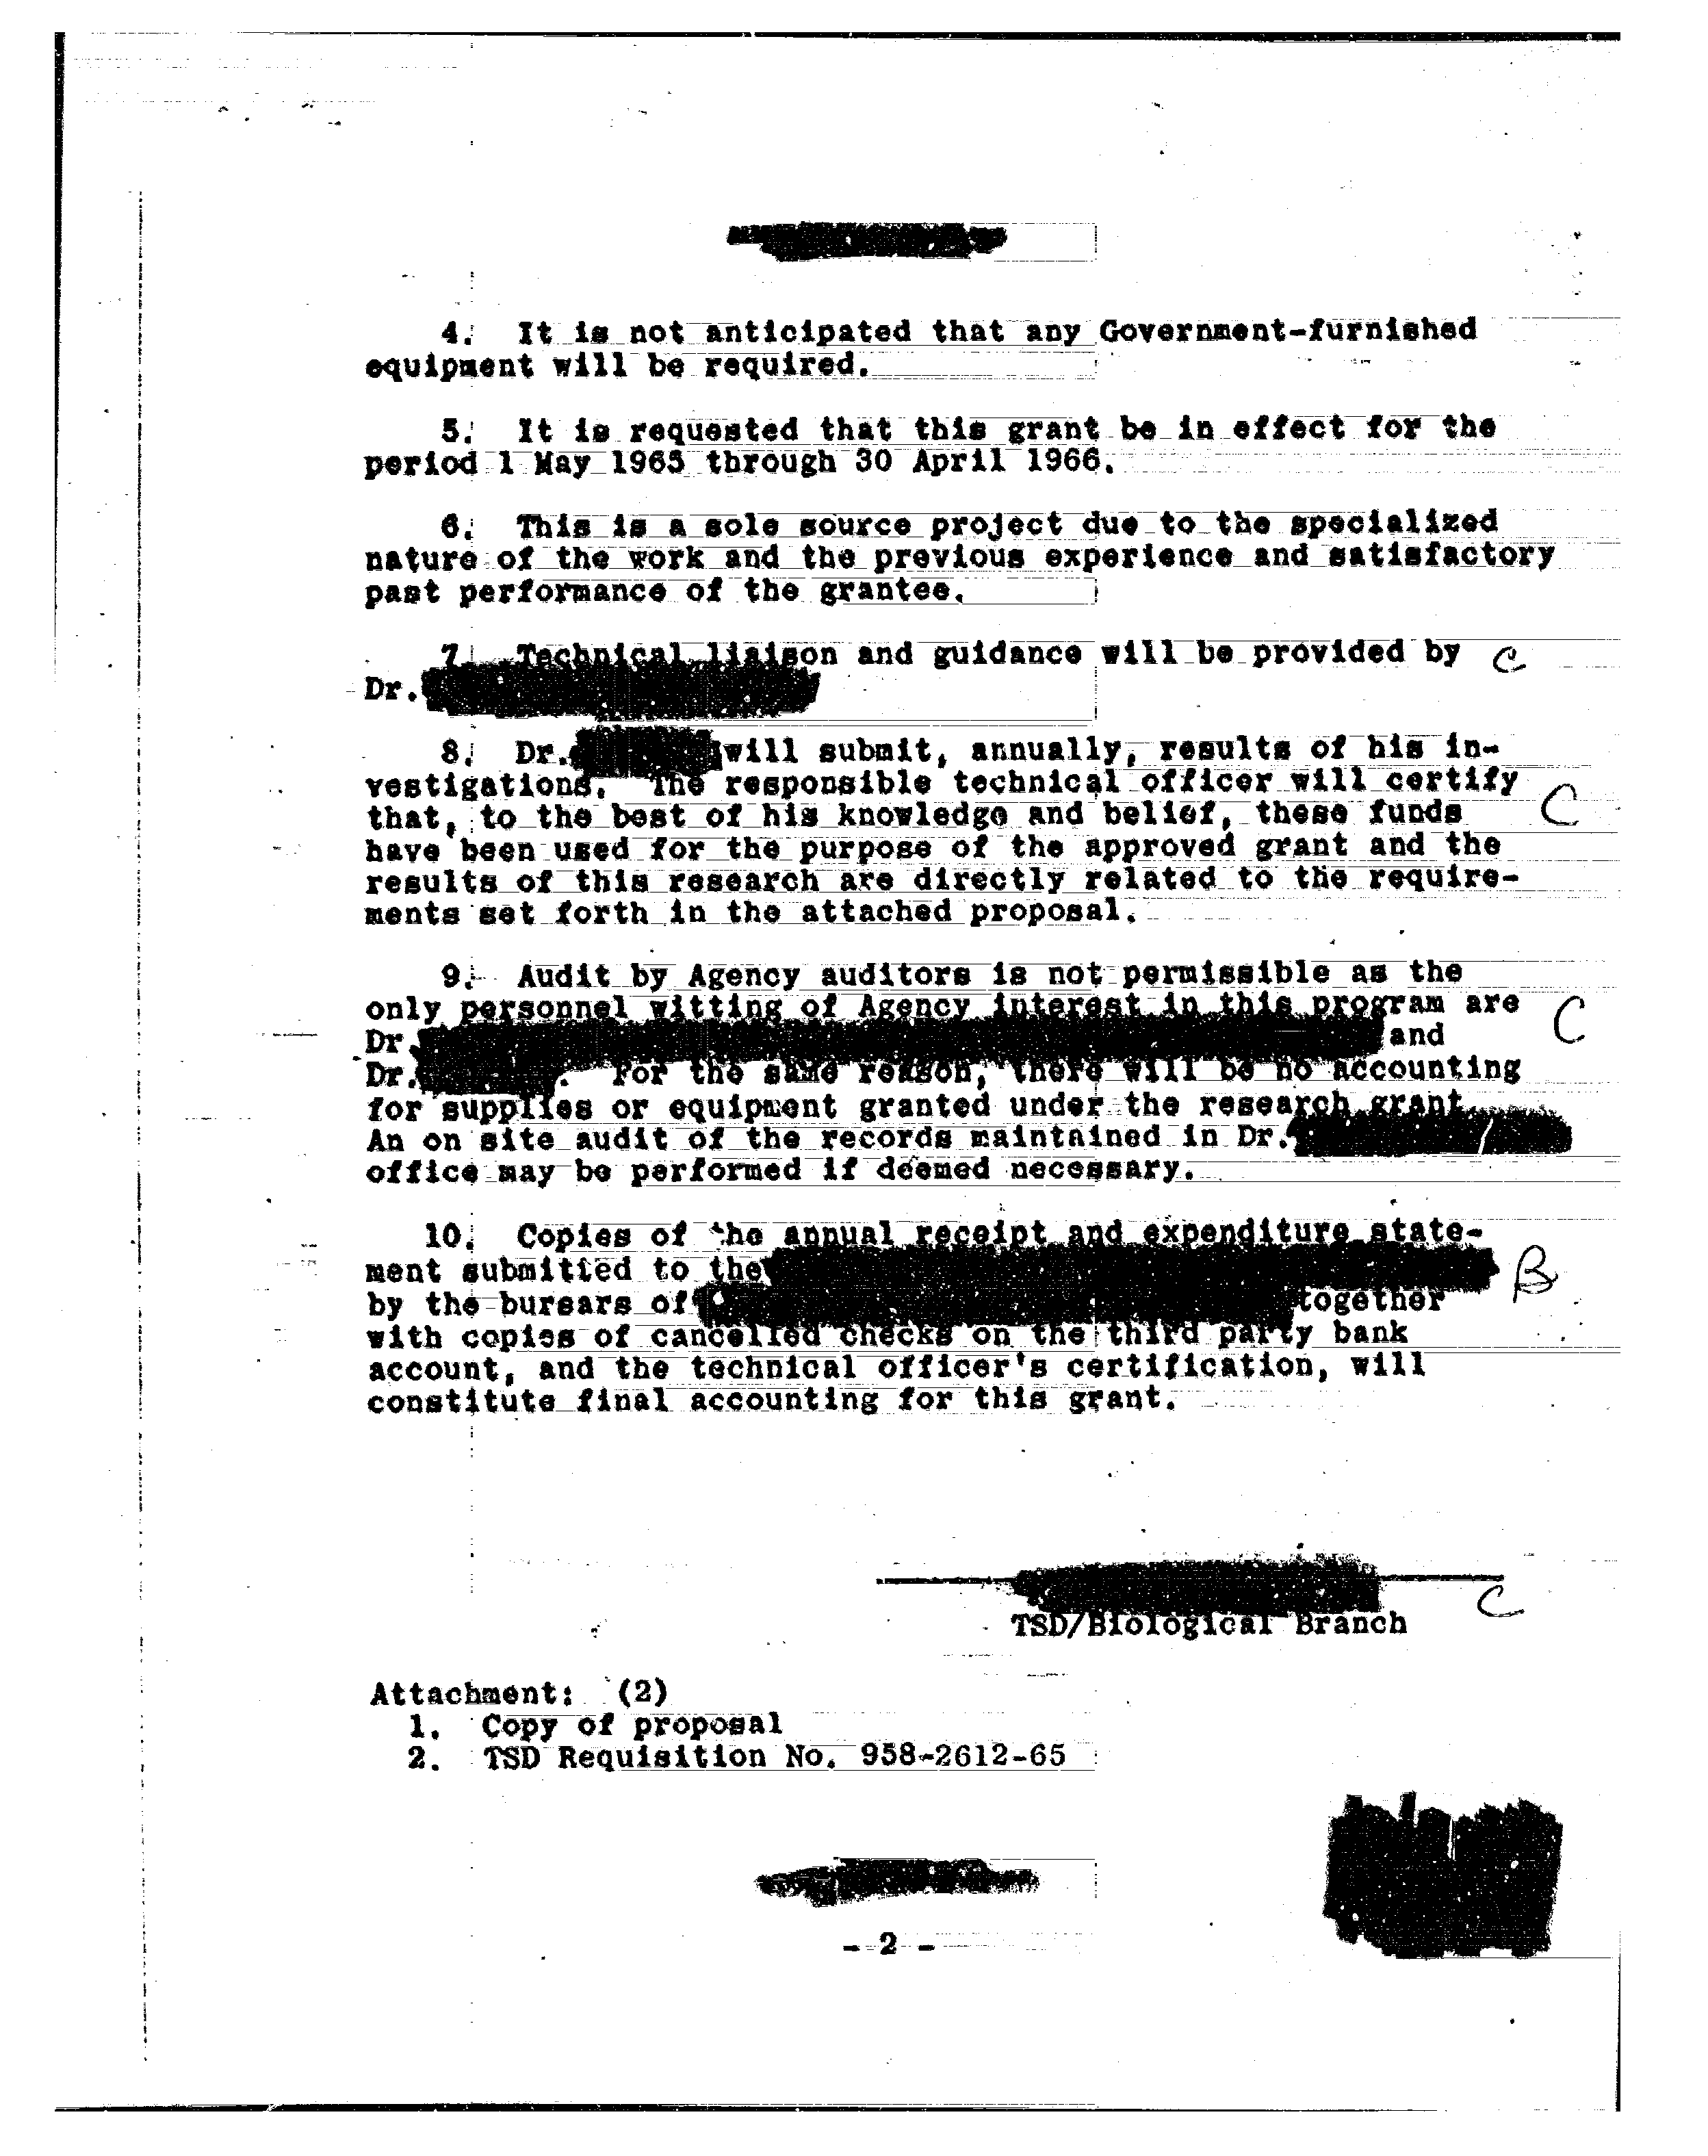 4. It is not anticipated that any Government-furnished
equipment will be required.
5. It is requested that this grant be in effect for the
period 1 May 1965 through 30 April 1966.
6. This is a sole source project due to the specialized
nature of the work and the previous experience and satisfactory
past performance of the grantee.
7. Technical liaison and guidance will be provided by C
Dr.
8. Dr. will submit, annually, results of his in-
vestigations. The responsible technical officer will certify
that, to the best of his knowledge and belief, these funds C
have been used for the purpose of the approved grant and the
results of this research are directly related to the require-
ments set forth in the attached proposal.
9. Audit by Agency auditors is not permissible as the
only personnel witting of Agency interest in this program are C
Dr. and
Dr. . For the same reason, there will be no accounting
for supplies or equipment granted under the research grant
An on site audit of the records maintained in Dr.
office may be performed if deemed necessary.
10. Copies of the annual receipt and expenditure state-
ment submitted to the B
by the bursars of together
with copies of cancelled checks on the third party bank
account, and the technical officer's certification, will
constitute final accounting for this grant.
C
TSD/Biological Branch
Attachment: (2)
1. Copy of proposal
2. TSD Requisition No. 958-2612-65
- 2 -